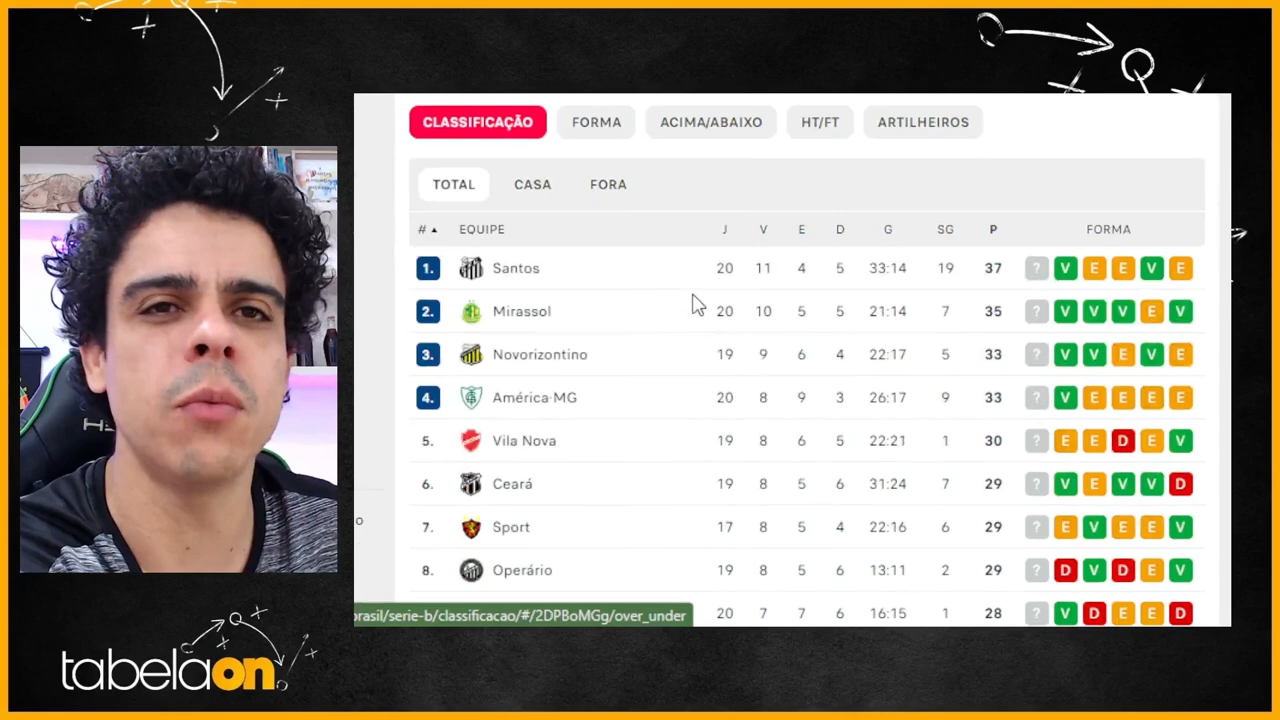 CLASSIFICAÇÃO FORMA ACIMA/ABAIXO HT/FT ARTILHEIROS
TOTAL CASA FORA
# EQUIPE J V E D G SG P FORMA
1. Santos 20 11 4 5 33:14 19 37 ? V E E V E
2. Mirassol 20 10 5 5 21:14 7 35 ? V V V E V
3. Novorizontino 19 9 6 4 22:17 5 33 ? V V E V E
4. América-MG 20 8 9 3 26:17 9 33 ? V E E E E
5. Vila Nova 19 8 6 5 22:21 1 30 ? E E D E V
6. Ceará 19 8 5 6 31:24 7 29 ? V E V V D
7. Sport 17 8 5 4 22:16 6 29 ? E V E E V
8. Operário 19 8 5 6 13:11 2 29 ? D V D E V
20 7 7 6 16:15 1 28 ? V D E E D
rasil/serie-b/classificacao/#/2DPBoMGg/over_under
o
tabelaon